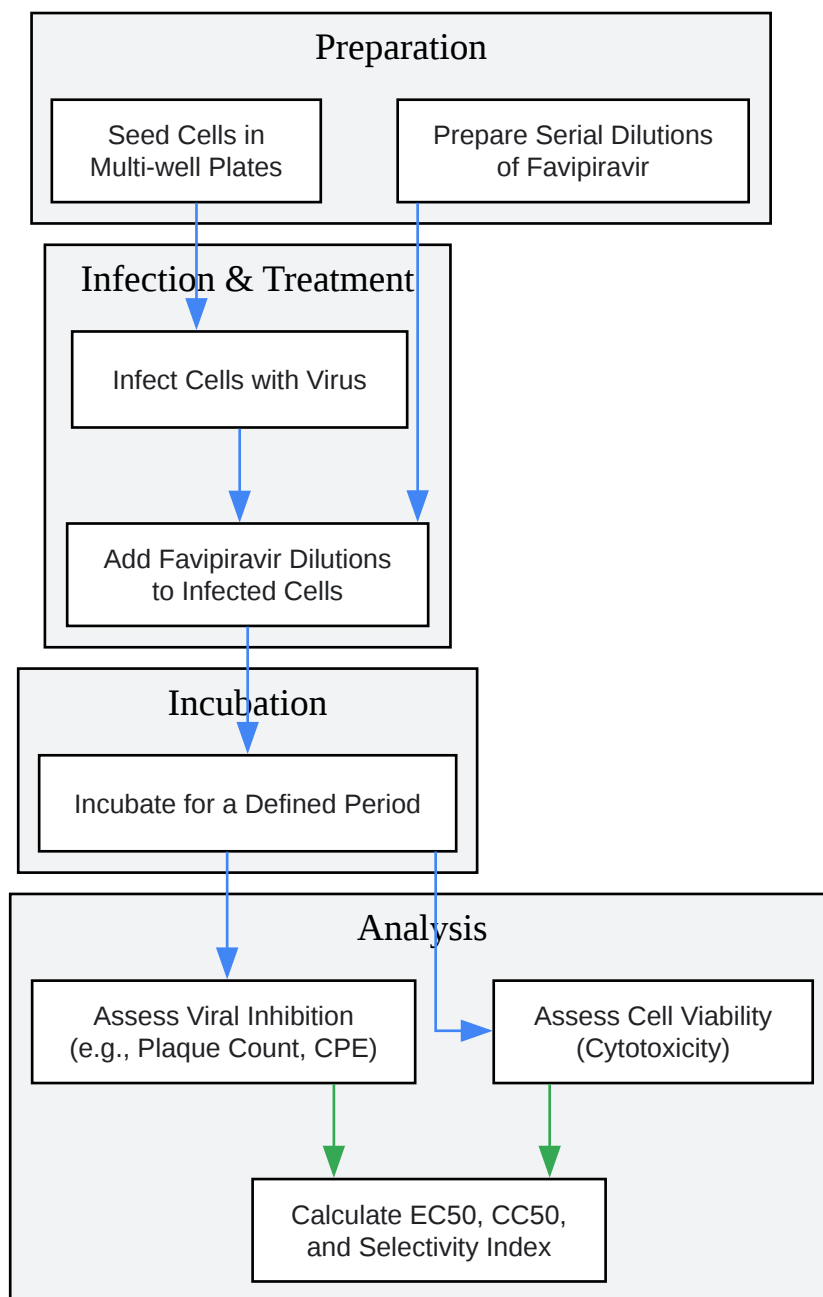 Preparation
Seed Cells in
Multi-well Plates
Prepare Serial Dilutions
of Favipiravir
Infection & Treatment
Infect Cells with Virus
Add Favipiravir Dilutions
to Infected Cells
Incubation
Incubate for a Defined Period
Analysis
Assess Viral Inhibition
(e.g., Plaque Count, CPE)
Assess Cell Viability
(Cytotoxicity)
Calculate EC50, CC50,
and Selectivity Index